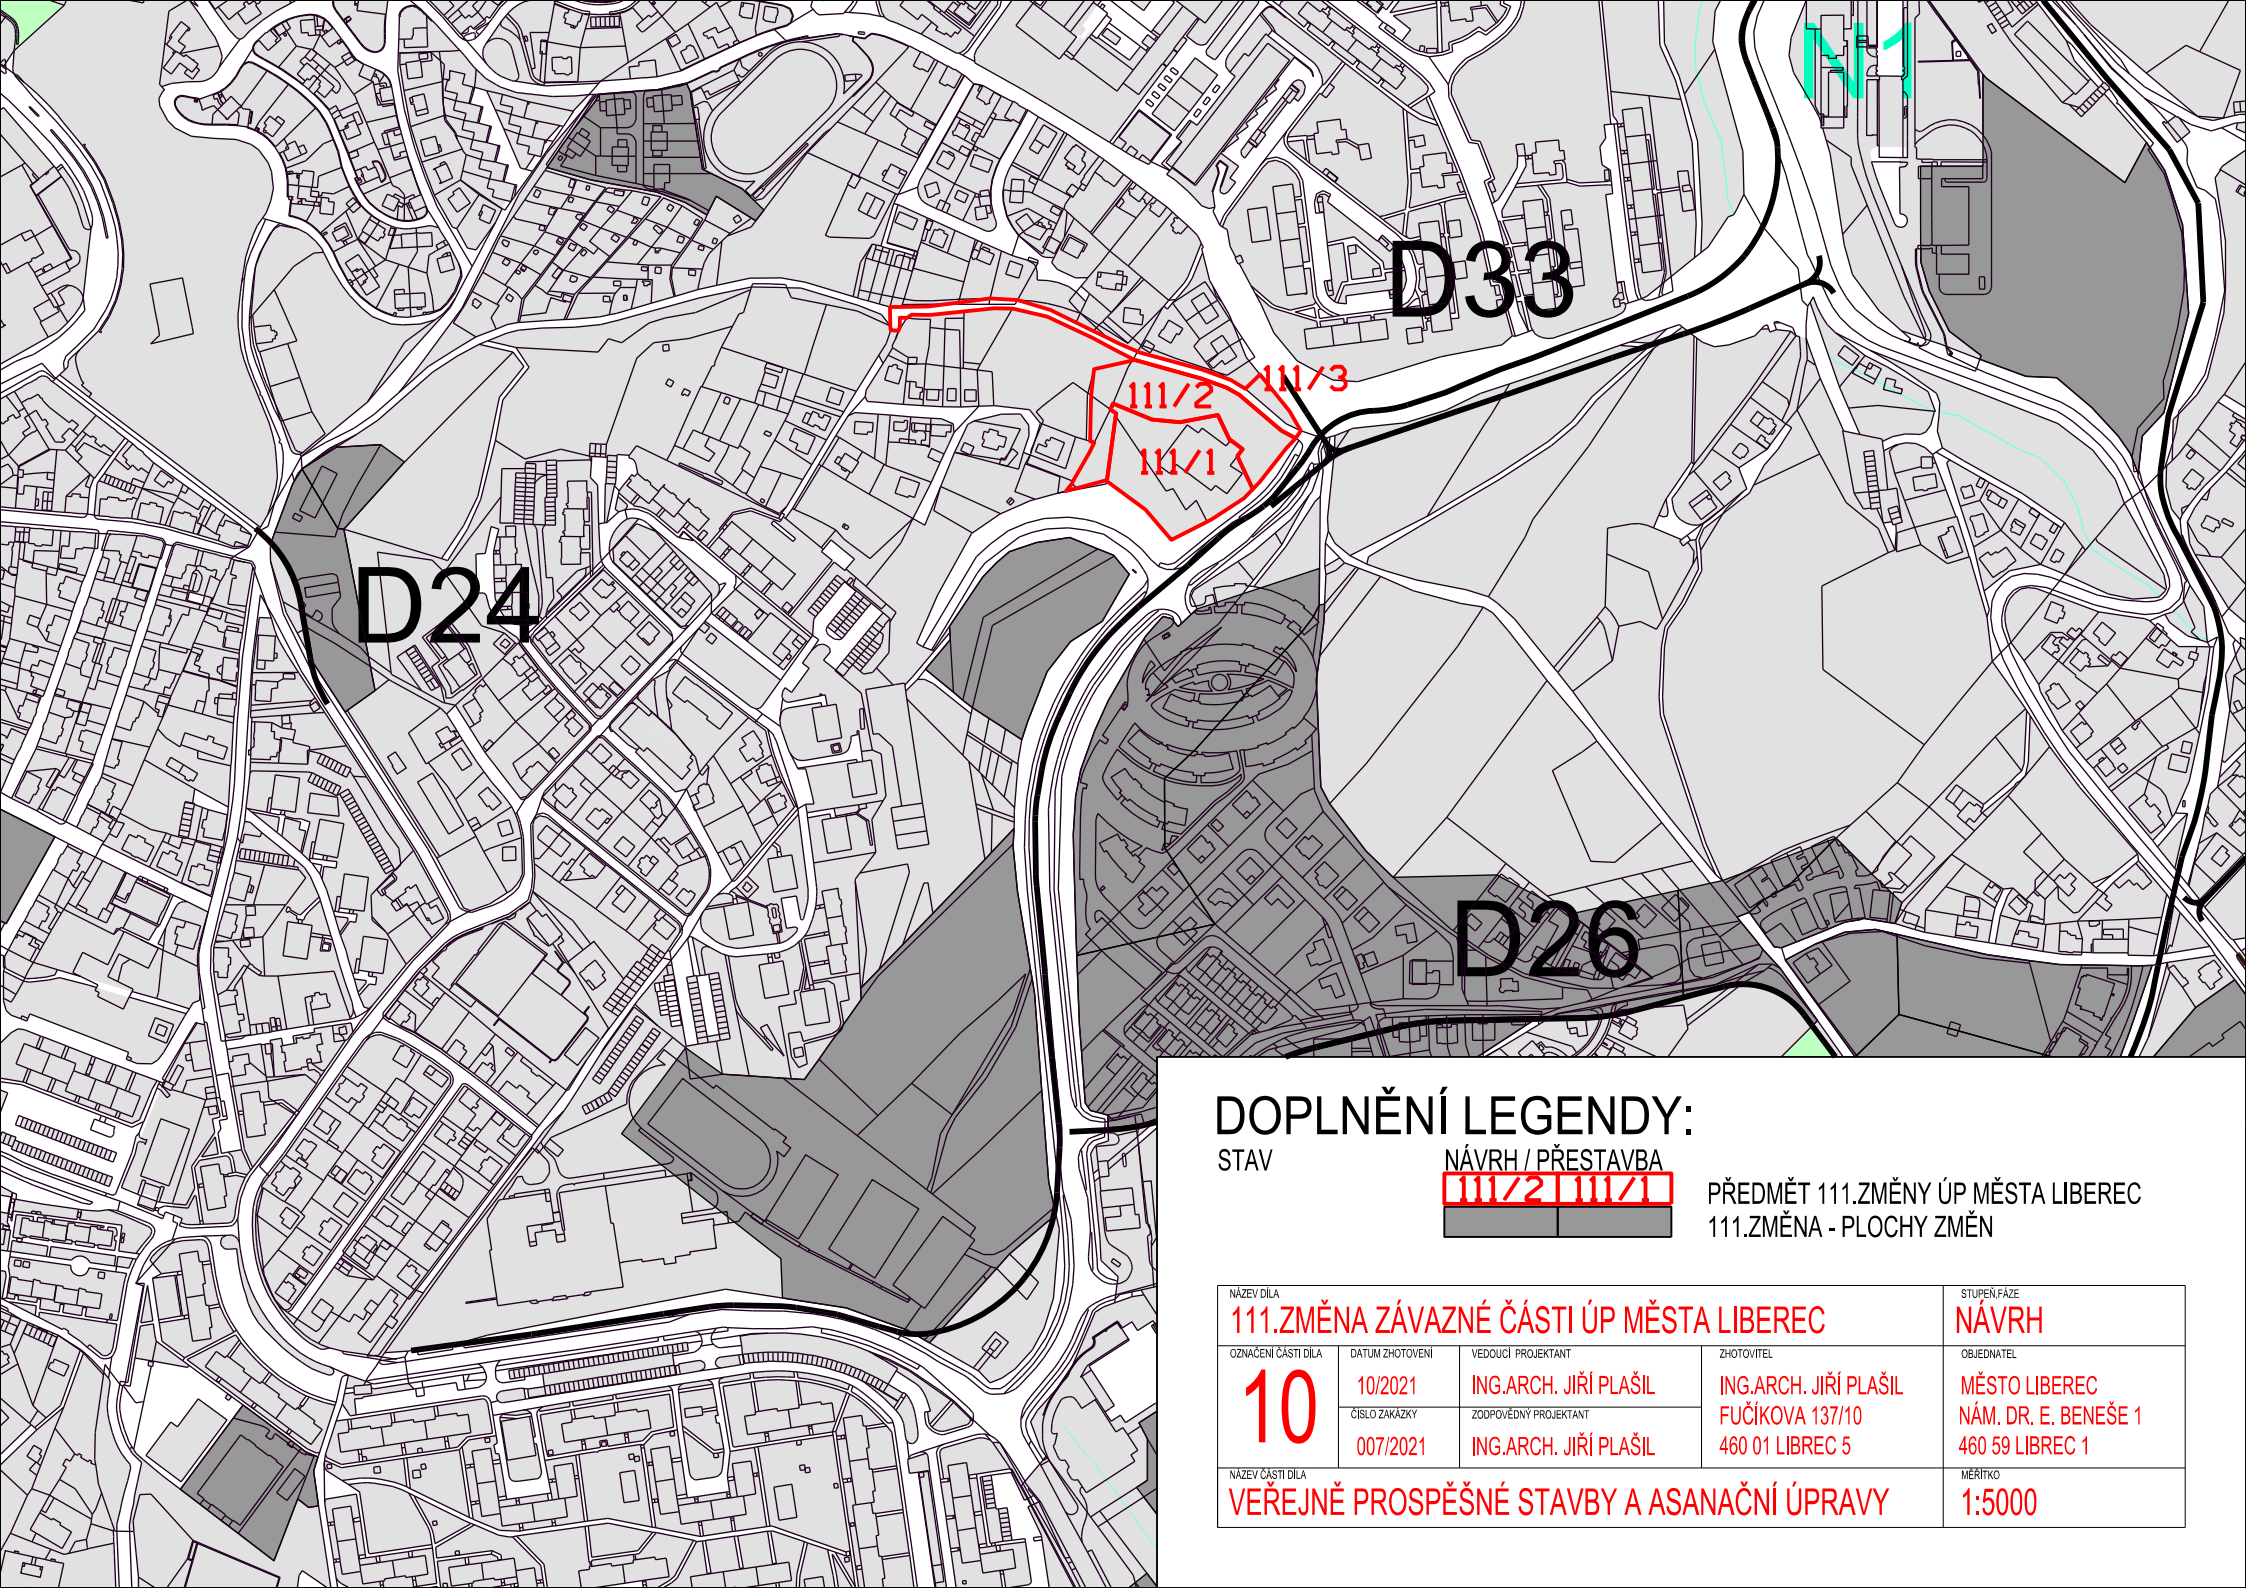 N1
D33
111/3
111/2
111/1
D24
D26
DOPLNĚNÍ LEGENDY:
STAV
NÁVRH / PŘESTAVBA
111/2 111/1
PŘEDMĚT 111.ZMĚNY ÚP MĚSTA LIBEREC
111.ZMĚNA - PLOCHY ZMĚN
NÁZEV DÍLA
111.ZMĚNA ZÁVAZNÉ ČÁSTI ÚP MĚSTA LIBEREC
STUPEŇ,FÁZE
NÁVRH
OZNAČENÍ ČÁSTI DÍLA
10
DATUM ZHOTOVENÍ
10/2021
ČÍSLO ZAKÁZKY
007/2021
VEDOUCÍ PROJEKTANT
ING.ARCH. JIŘÍ PLAŠIL
ZODPOVĚDNÝ PROJEKTANT
ING.ARCH. JIŘÍ PLAŠIL
ZHOTOVITEL
ING.ARCH. JIŘÍ PLAŠIL
FUČÍKOVA 137/10
460 01 LIBREC 5
OBJEDNATEL
MĚSTO LIBEREC
NÁM. DR. E. BENEŠE 1
460 59 LIBREC 1
NÁZEV ČÁSTI DÍLA
VEŘEJNĚ PROSPĚŠNÉ STAVBY A ASANAČNÍ ÚPRAVY
MĚŘÍTKO
1:5000